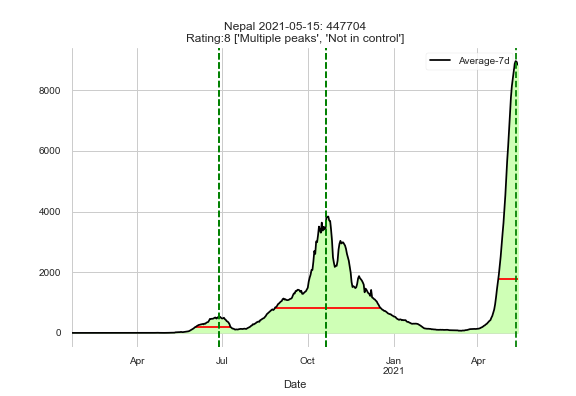 Nepal 2021-05-15: 447704
Rating:8 ['Multiple peaks', 'Not in control']
Average-7d
8000
6000
4000
2000
0
Apr
Jul
Oct
Jan
2021
Apr
Date